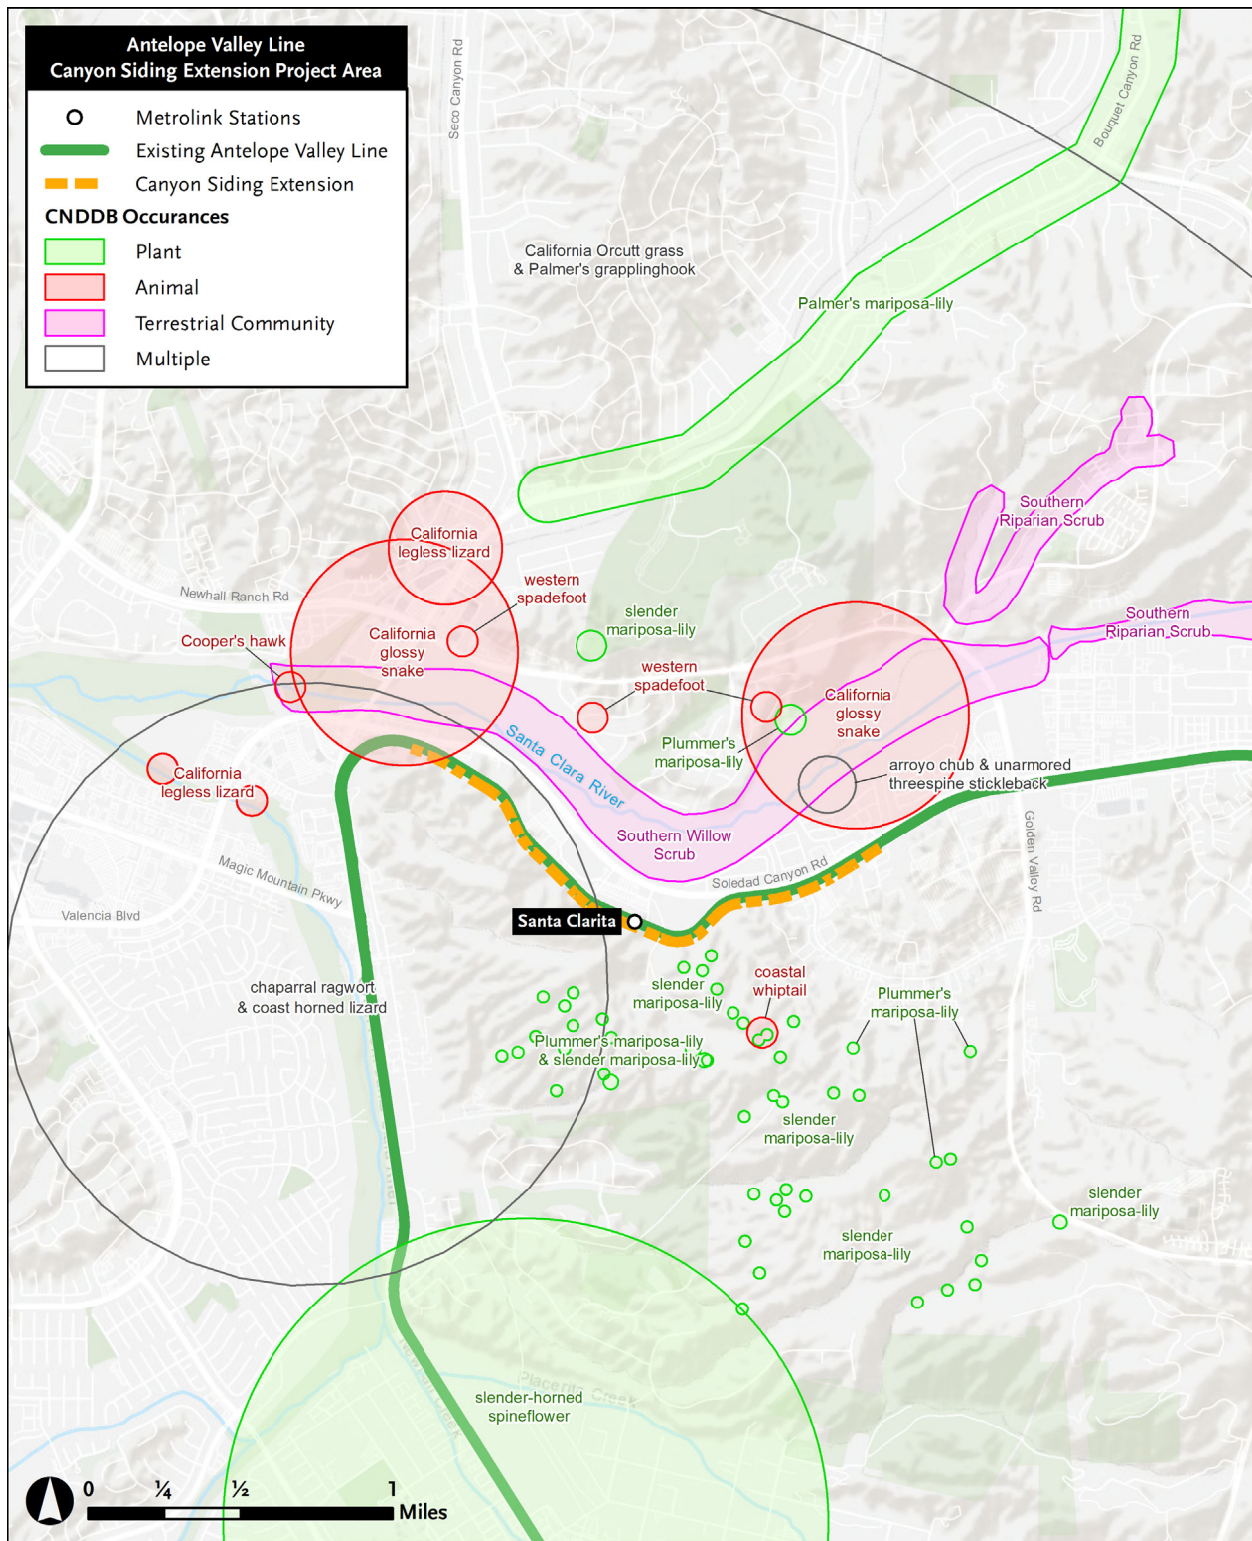 Antelope Valley Line
Canyon Siding Extension Project Area
Metrolink Stations
Existing Antelope Valley Line
Canyon Siding Extension
CNDDB Occurances
Plant
Animal
Terrestrial Community
Multiple
Seco Canyon Rd
Bouquet Canyon Rd
California Orcutt grass
& Palmer's grapplinghook
Palmer's mariposa-lily
Southern
Riparian Scrub
California
legless lizard
western
spadefoot
Newhall Ranch Rd
slender
mariposa-lily
Southern
Riparian Scrub
Cooper's hawk
California
glossy
snake
western
spadefoot
California
glossy
snake
Plummer's
mariposa-lily
Santa Clara River
arroyo chub & unarmored
threespine stickleback
California
legless lizard
Southern Willow
Scrub
Soledad Canyon Rd
Golden Valley Rd
Magic Mountain Pkwy
Valencia Blvd
Santa Clarita
slender
mariposa-lily
coastal
whiptail
chaparral ragwort
& coast horned lizard
Plummer's
mariposa-lily
Plummer's mariposa-lily
& slender mariposa-lily
slender
mariposa-lily
slender
mariposa-lily
slender
mariposa-lily
Placerita Creek
slender-horned
spineflower
0 ¼ ½ 1
Miles